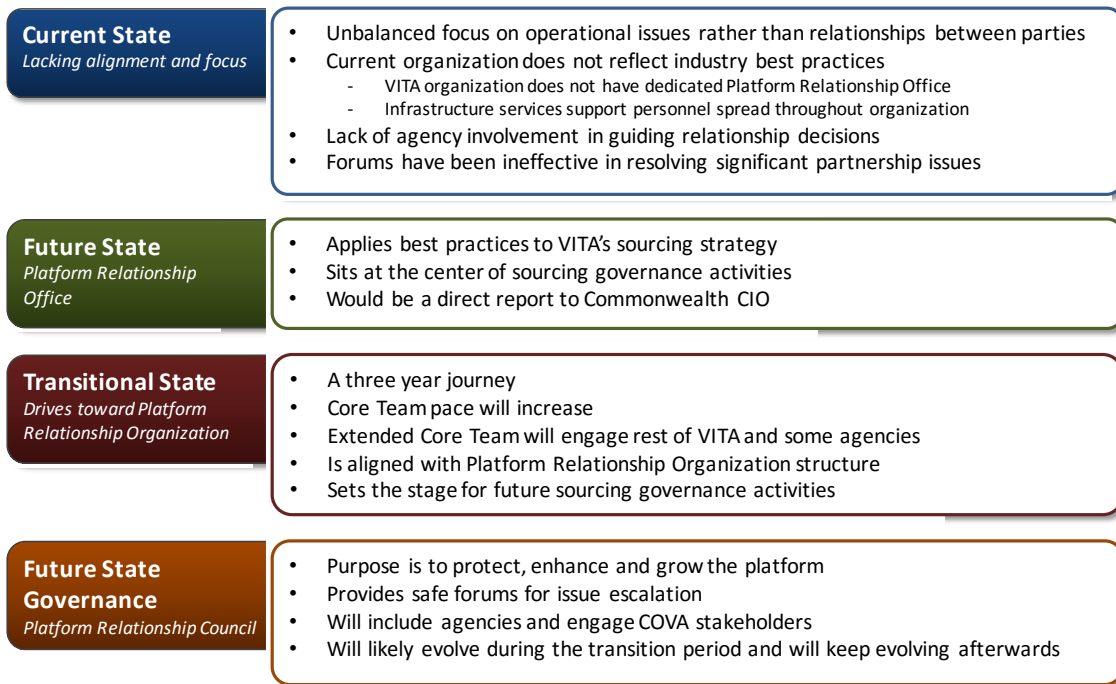 Current State
Lacking alignment and focus
• Unbalanced focus on operational issues rather than relationships between parties
• Current organization does not reflect industry best practices
- VITA organization does not have dedicated Platform Relationship Office
- Infrastructure services support personnel spread throughout organization
• Lack of agency involvement in guiding relationship decisions
• Forums have been ineffective in resolving significant partnership issues
Future State
Platform Relationship
Office
• Applies best practices to VITA’s sourcing strategy
• Sits at the center of sourcing governance activities
• Would be a direct report to Commonwealth CIO
Transitional State
Drives toward Platform
Relationship Organization
• A three year journey
• Core Team pace will increase
• Extended Core Team will engage rest of VITA and some agencies
• Is aligned with Platform Relationship Organization structure
• Sets the stage for future sourcing governance activities
Future State
Governance
Platform Relationship Council
• Purpose is to protect, enhance and grow the platform
• Provides safe forums for issue escalation
• Will include agencies and engage COVA stakeholders
• Will likely evolve during the transition period and will keep evolving afterwards